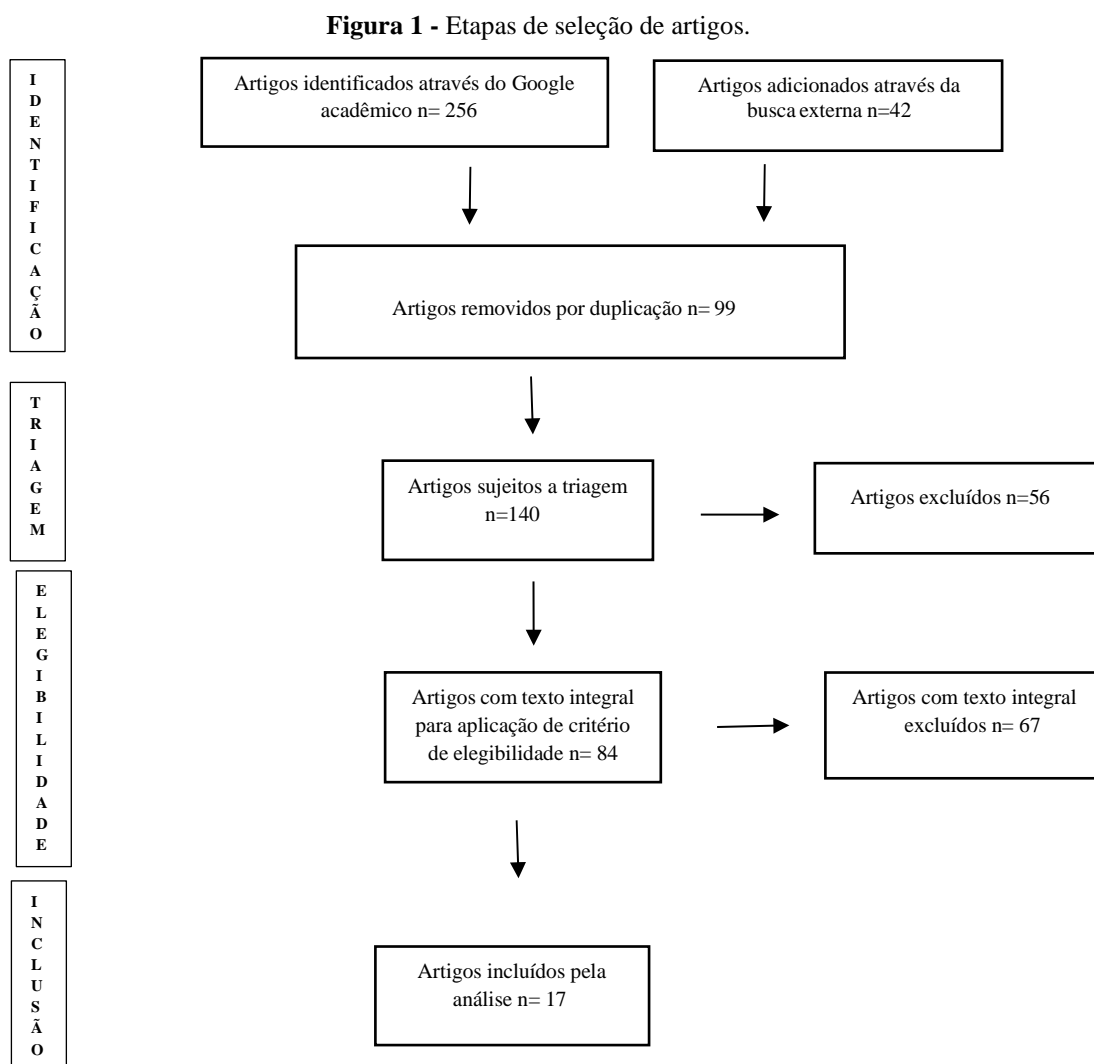 Figura 1 - Etapas de seleção de artigos.
IDENTIFICAÇÃO
Artigos identificados através do Google
acadêmico n= 256
Artigos adicionados através da
busca externa n=42
Artigos removidos por duplicação n= 99
TRIAGEM
Artigos sujeitos a triagem
n=140
Artigos excluídos n=56
ELEGIBILIDADE
Artigos com texto integral
para aplicação de critério
de elegibilidade n= 84
Artigos com texto integral
excluídos n= 67
INCLUSÃO
Artigos incluídos pela
análise n= 17